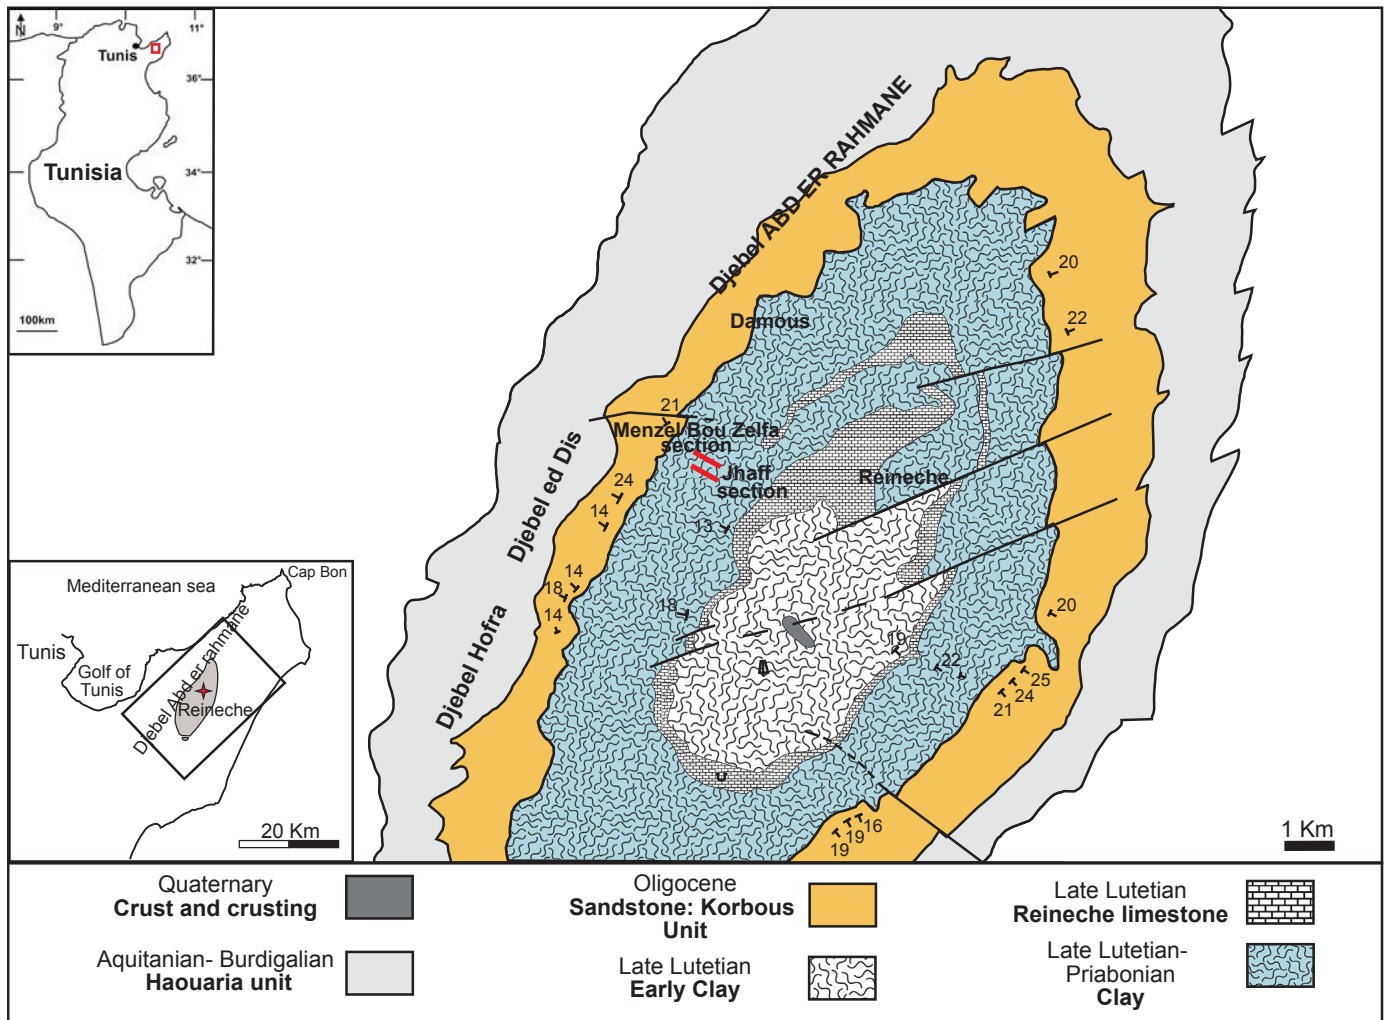 N
9°
11°
Tunis
36°
Tunisia
34°
32°
100km
Djebel ABD ER RAHMANE
20
22
Damous
21
Menzel Bou Zelfa
section
Jhaff
section
Reineche
Djebel ed Dis
24
14
13
14
18
14
18
Djebel Hofra
19
22
20
25
24
21
16
19
19
Cap Bon
Mediterranean sea
Tunis
Golf of
Tunis
Djebel Abd er rahmane
Reineche
20 Km
1 Km
Quaternary
Crust and crusting
Aquitanian- Burdigalian
Haouaria unit
Oligocene
Sandstone: Korbous
Unit
Late Lutetian
Early Clay
Late Lutetian
Reineche limestone
Late Lutetian-
Priabonian
Clay